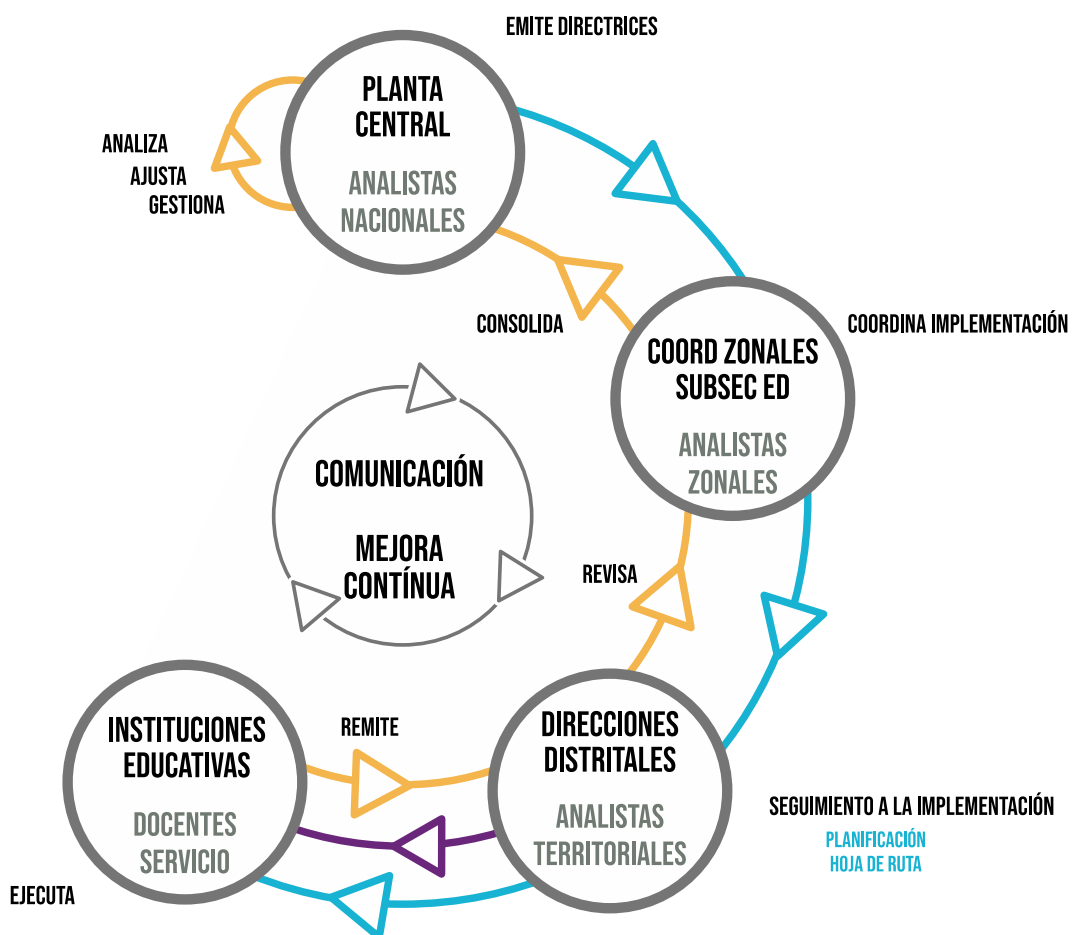 EMITE DIRECTRICES
PLANTA
CENTRAL
ANALISTAS
NACIONALES
ANALIZA
AJUSTA
GESTIONA
CONSOLIDA
COORDINA IMPLEMENTACIÓN
COORD ZONALES
SUBSEC ED
ANALISTAS
ZONALES
COMUNICACIÓN
MEJORA
CONTÍNUA
REVISA
INSTITUCIONES
EDUCATIVAS
DOCENTES
SERVICIO
REMITE
DIRECCIONES
DISTRITALES
ANALISTAS
TERRITORIALES
SEGUIMIENTO A LA IMPLEMENTACIÓN
PLANIFICACIÓN
HOJA DE RUTA
EJECUTA